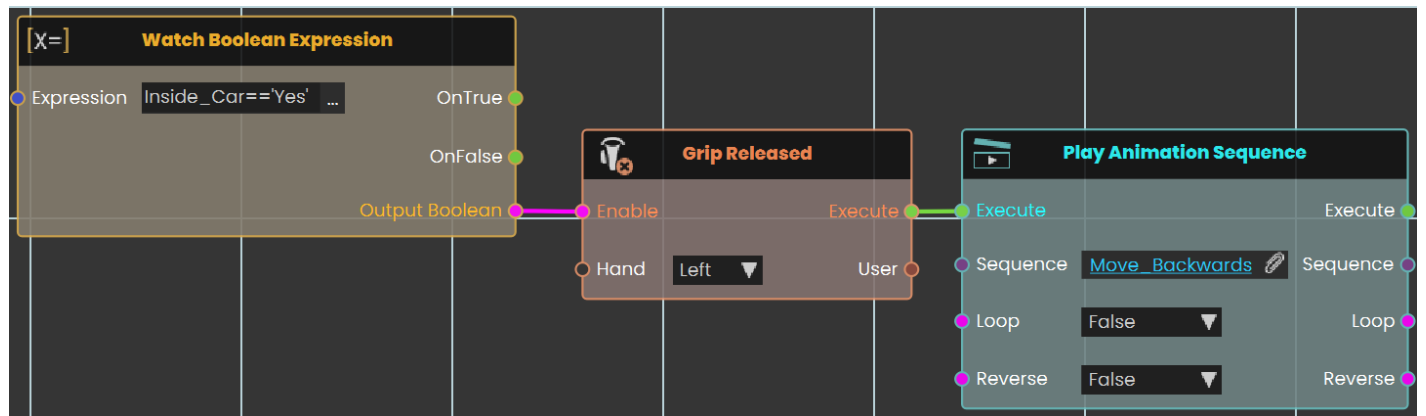 [X=] Watch Boolean Expression
Expression Inside_Car=='Yes' ... OnTrue
OnFalse
Output Boolean
Grip Released
Enable Execute
Hand Left User
Play Animation Sequence
Execute Execute
Sequence Move_Backwards Sequence
Loop False Loop
Reverse False Reverse